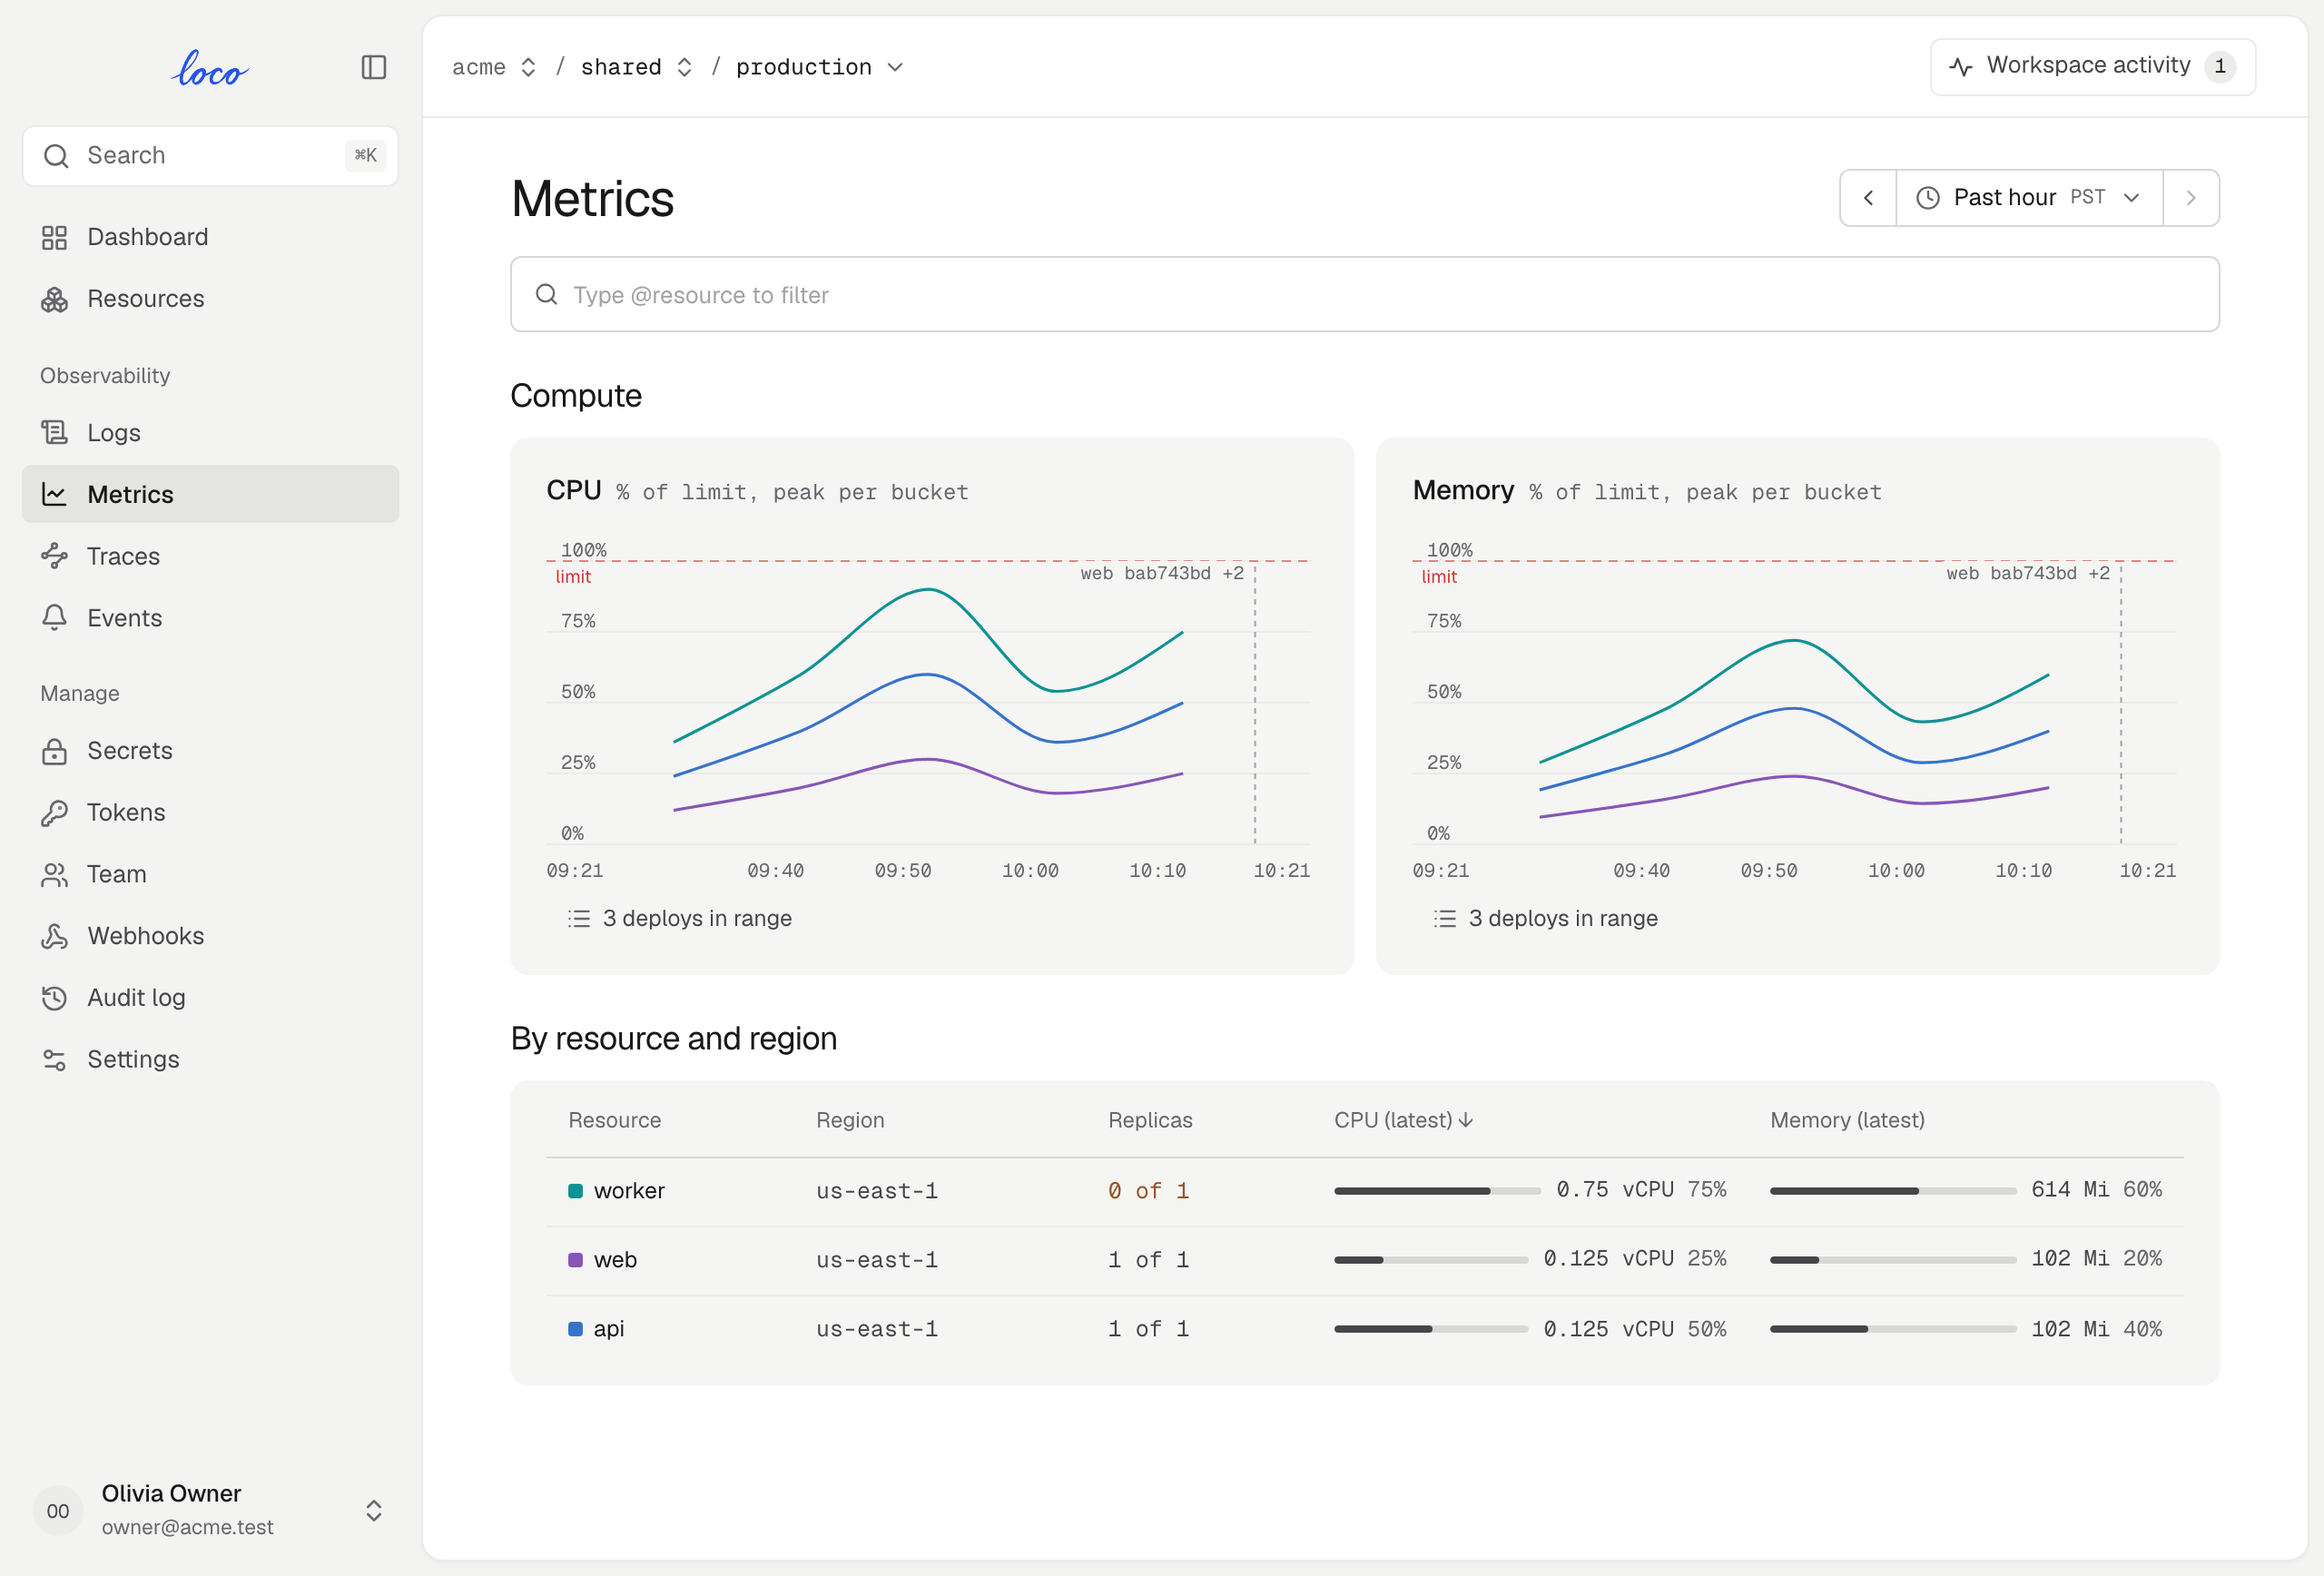 loco
Search ⌘K
Dashboard
Resources
Observability
Logs
Metrics
Traces
Events
Manage
Secrets
Tokens
Team
Webhooks
Audit log
Settings
OO Olivia Owner
owner@acme.test
acme / shared / production
Workspace activity 1
Metrics
Past hour PST
Type @resource to filter
Compute
CPU % of limit, peak per bucket
100%
limit
web bab743bd +2
75%
50%
25%
0%
09:21 09:40 09:50 10:00 10:10 10:21
3 deploys in range
Memory % of limit, peak per bucket
100%
limit
web bab743bd +2
75%
50%
25%
0%
09:21 09:40 09:50 10:00 10:10 10:21
3 deploys in range
By resource and region
Resource Region Replicas CPU (latest) ↓ Memory (latest)
worker us-east-1 0 of 1 0.75 vCPU 75% 614 Mi 60%
web us-east-1 1 of 1 0.125 vCPU 25% 102 Mi 20%
api us-east-1 1 of 1 0.125 vCPU 50% 102 Mi 40%